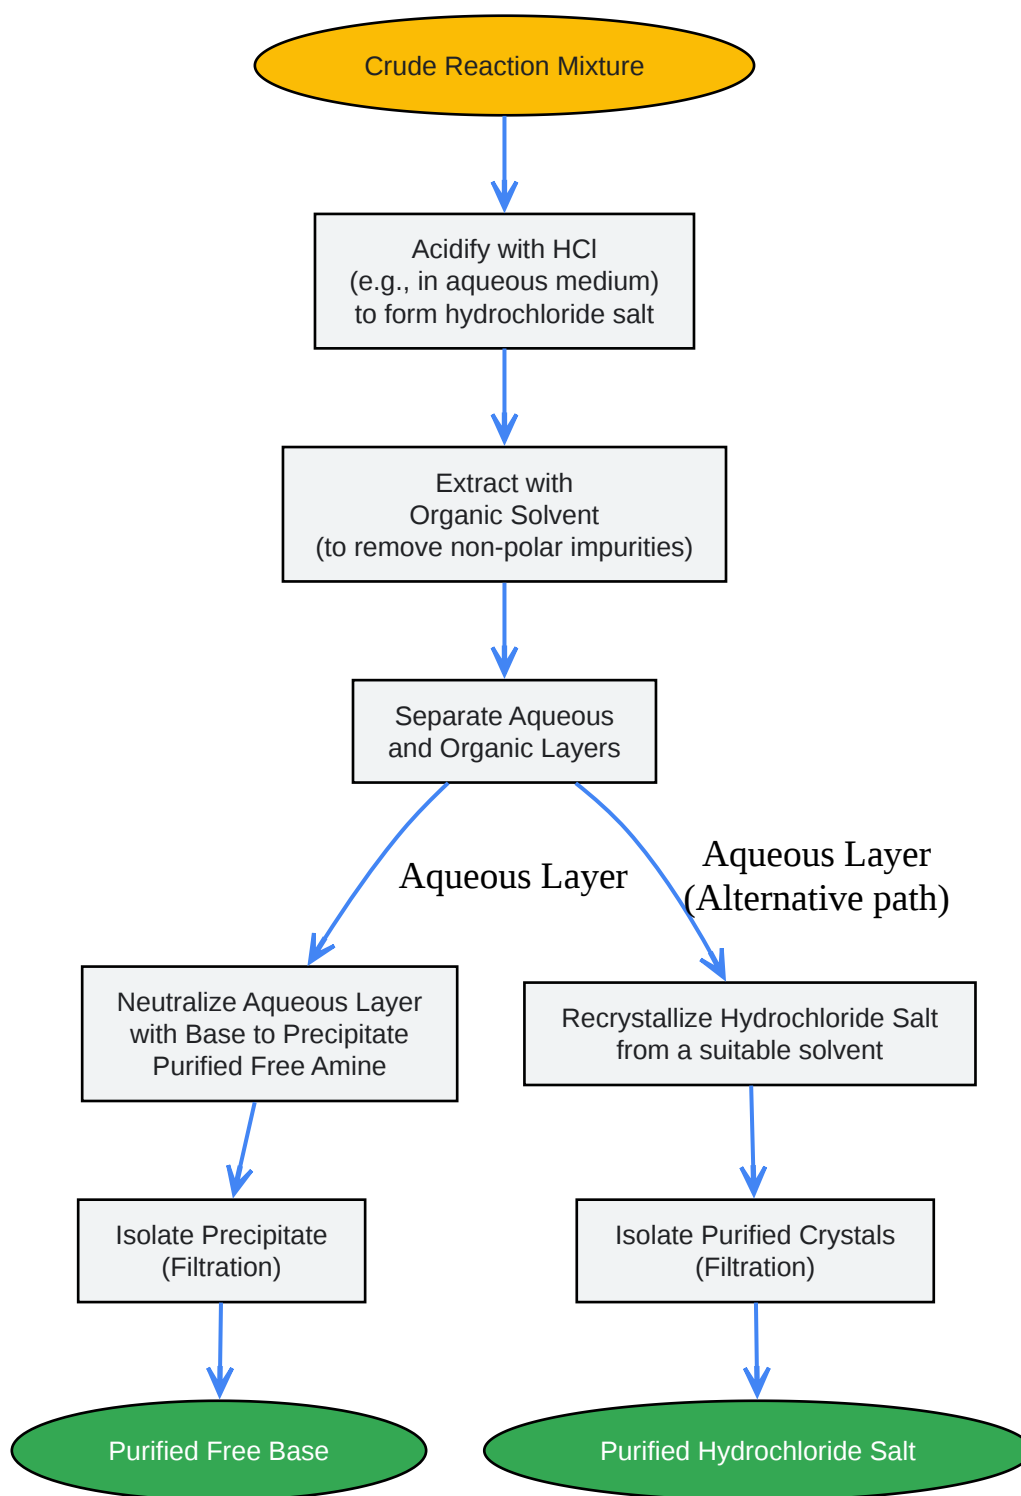 Crude Reaction Mixture
Acidify with HCl
(e.g., in aqueous medium)
to form hydrochloride salt
Extract with
Organic Solvent
(to remove non-polar impurities)
Separate Aqueous
and Organic Layers
Aqueous Layer
Aqueous Layer
(Alternative path)
Neutralize Aqueous Layer
with Base to Precipitate
Purified Free Amine
Recrystallize Hydrochloride Salt
from a suitable solvent
Isolate Precipitate
(Filtration)
Isolate Purified Crystals
(Filtration)
Purified Free Base
Purified Hydrochloride Salt